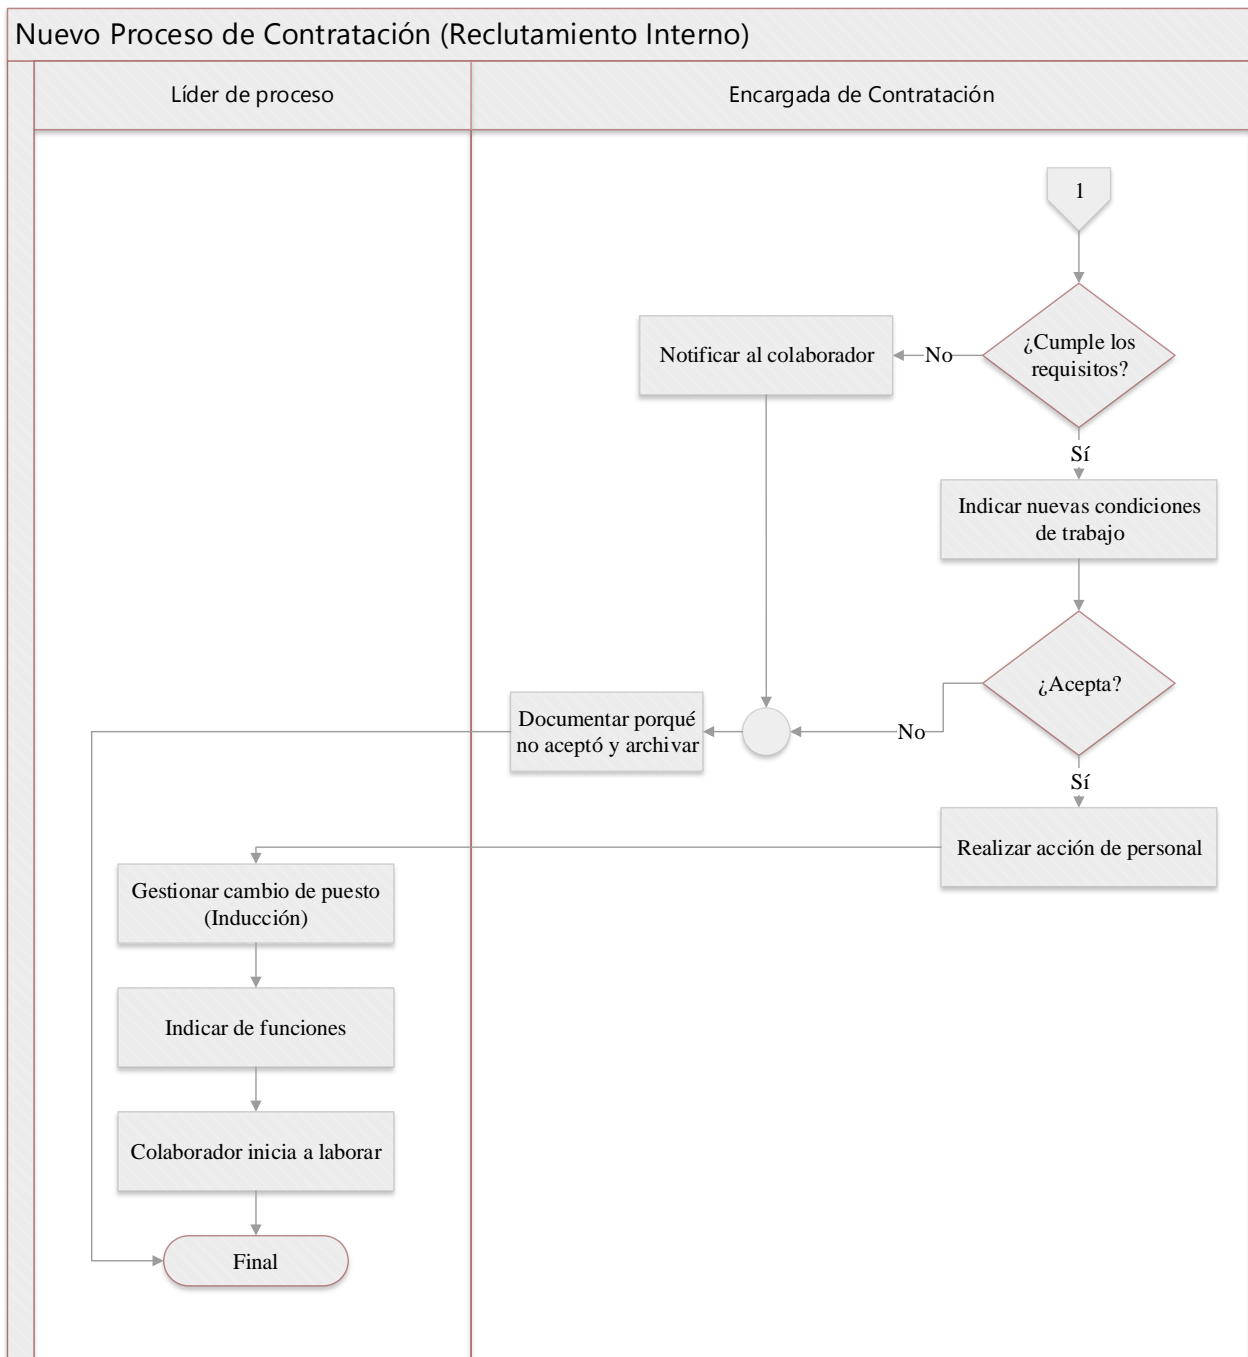 Nuevo Proceso de Contratación (Reclutamiento Interno)
Líder de proceso
Encargada de Contratación
1
¿Cumple los
requisitos?
No
Notificar al colaborador
Sí
Indicar nuevas condiciones
de trabajo
¿Acepta?
No
Documentar porqué
no aceptó y archivar
Sí
Realizar acción de personal
Gestionar cambio de puesto
(Inducción)
Indicar de funciones
Colaborador inicia a laborar
Final